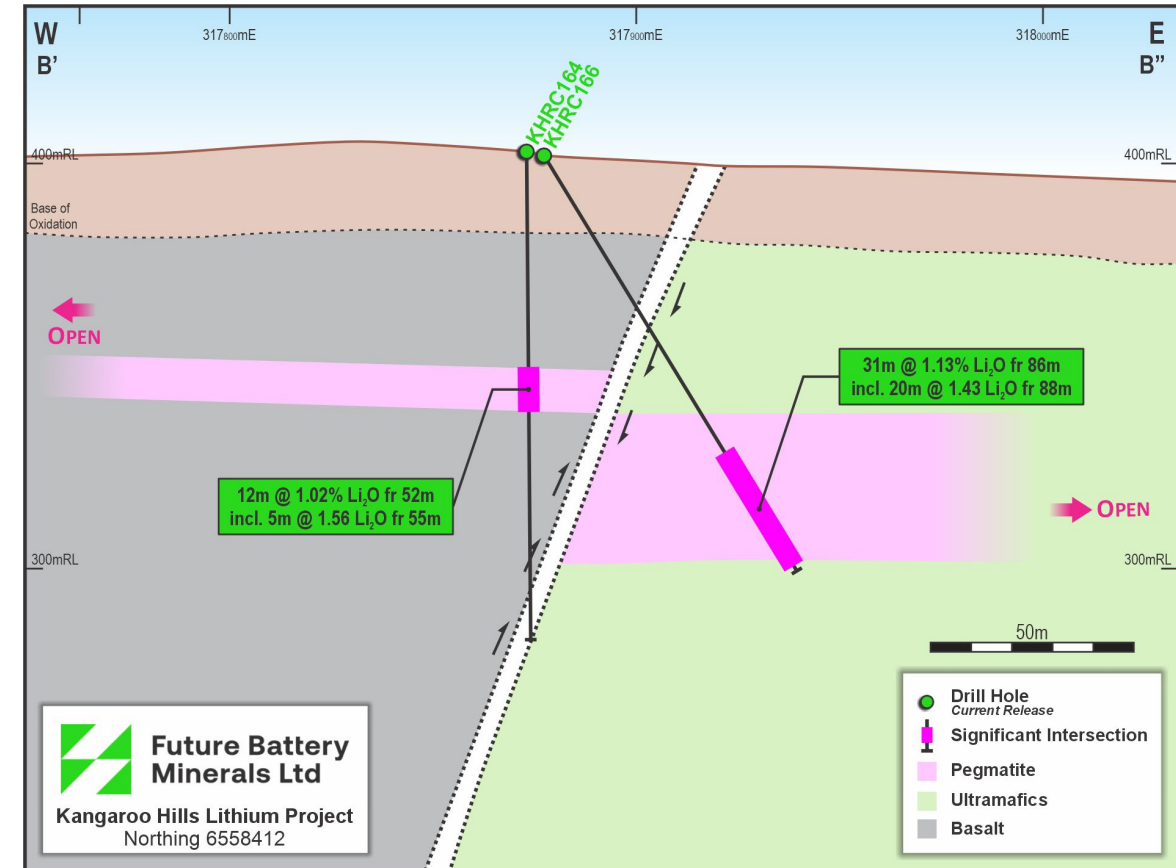 W
B’
317800mE
317900mE
318000mE
E
B”
KHRC164
KHRC166
400mRL
400mRL
Base of
Oxidation
OPEN
31m @ 1.13% Li₂O fr 86m
incl. 20m @ 1.43 Li₂O fr 88m
12m @ 1.02% Li₂O fr 52m
incl. 5m @ 1.56 Li₂O fr 55m
OPEN
300mRL
300mRL
50m
Drill Hole
Current Release
Significant Intersection
Pegmatite
Ultramafics
Basalt
Future Battery
Minerals Ltd
Kangaroo Hills Lithium Project
Northing 6558412